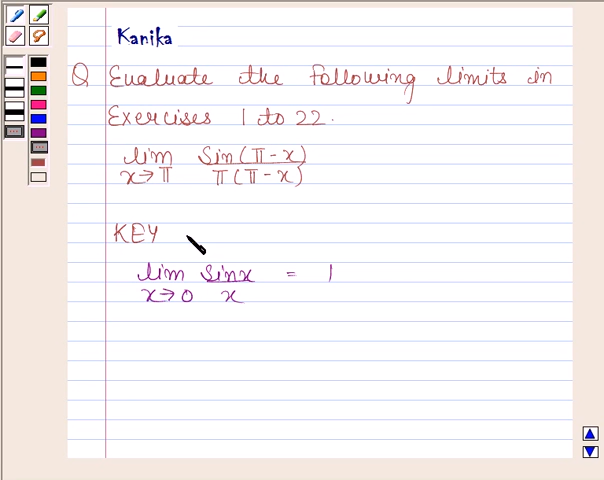 Kanika
Q Evaluate the following limits in
Exercises 1 to 22.
lim x→π sin(π-x)/π(π-x)
KEY
lim x→0 sinx/x = 1